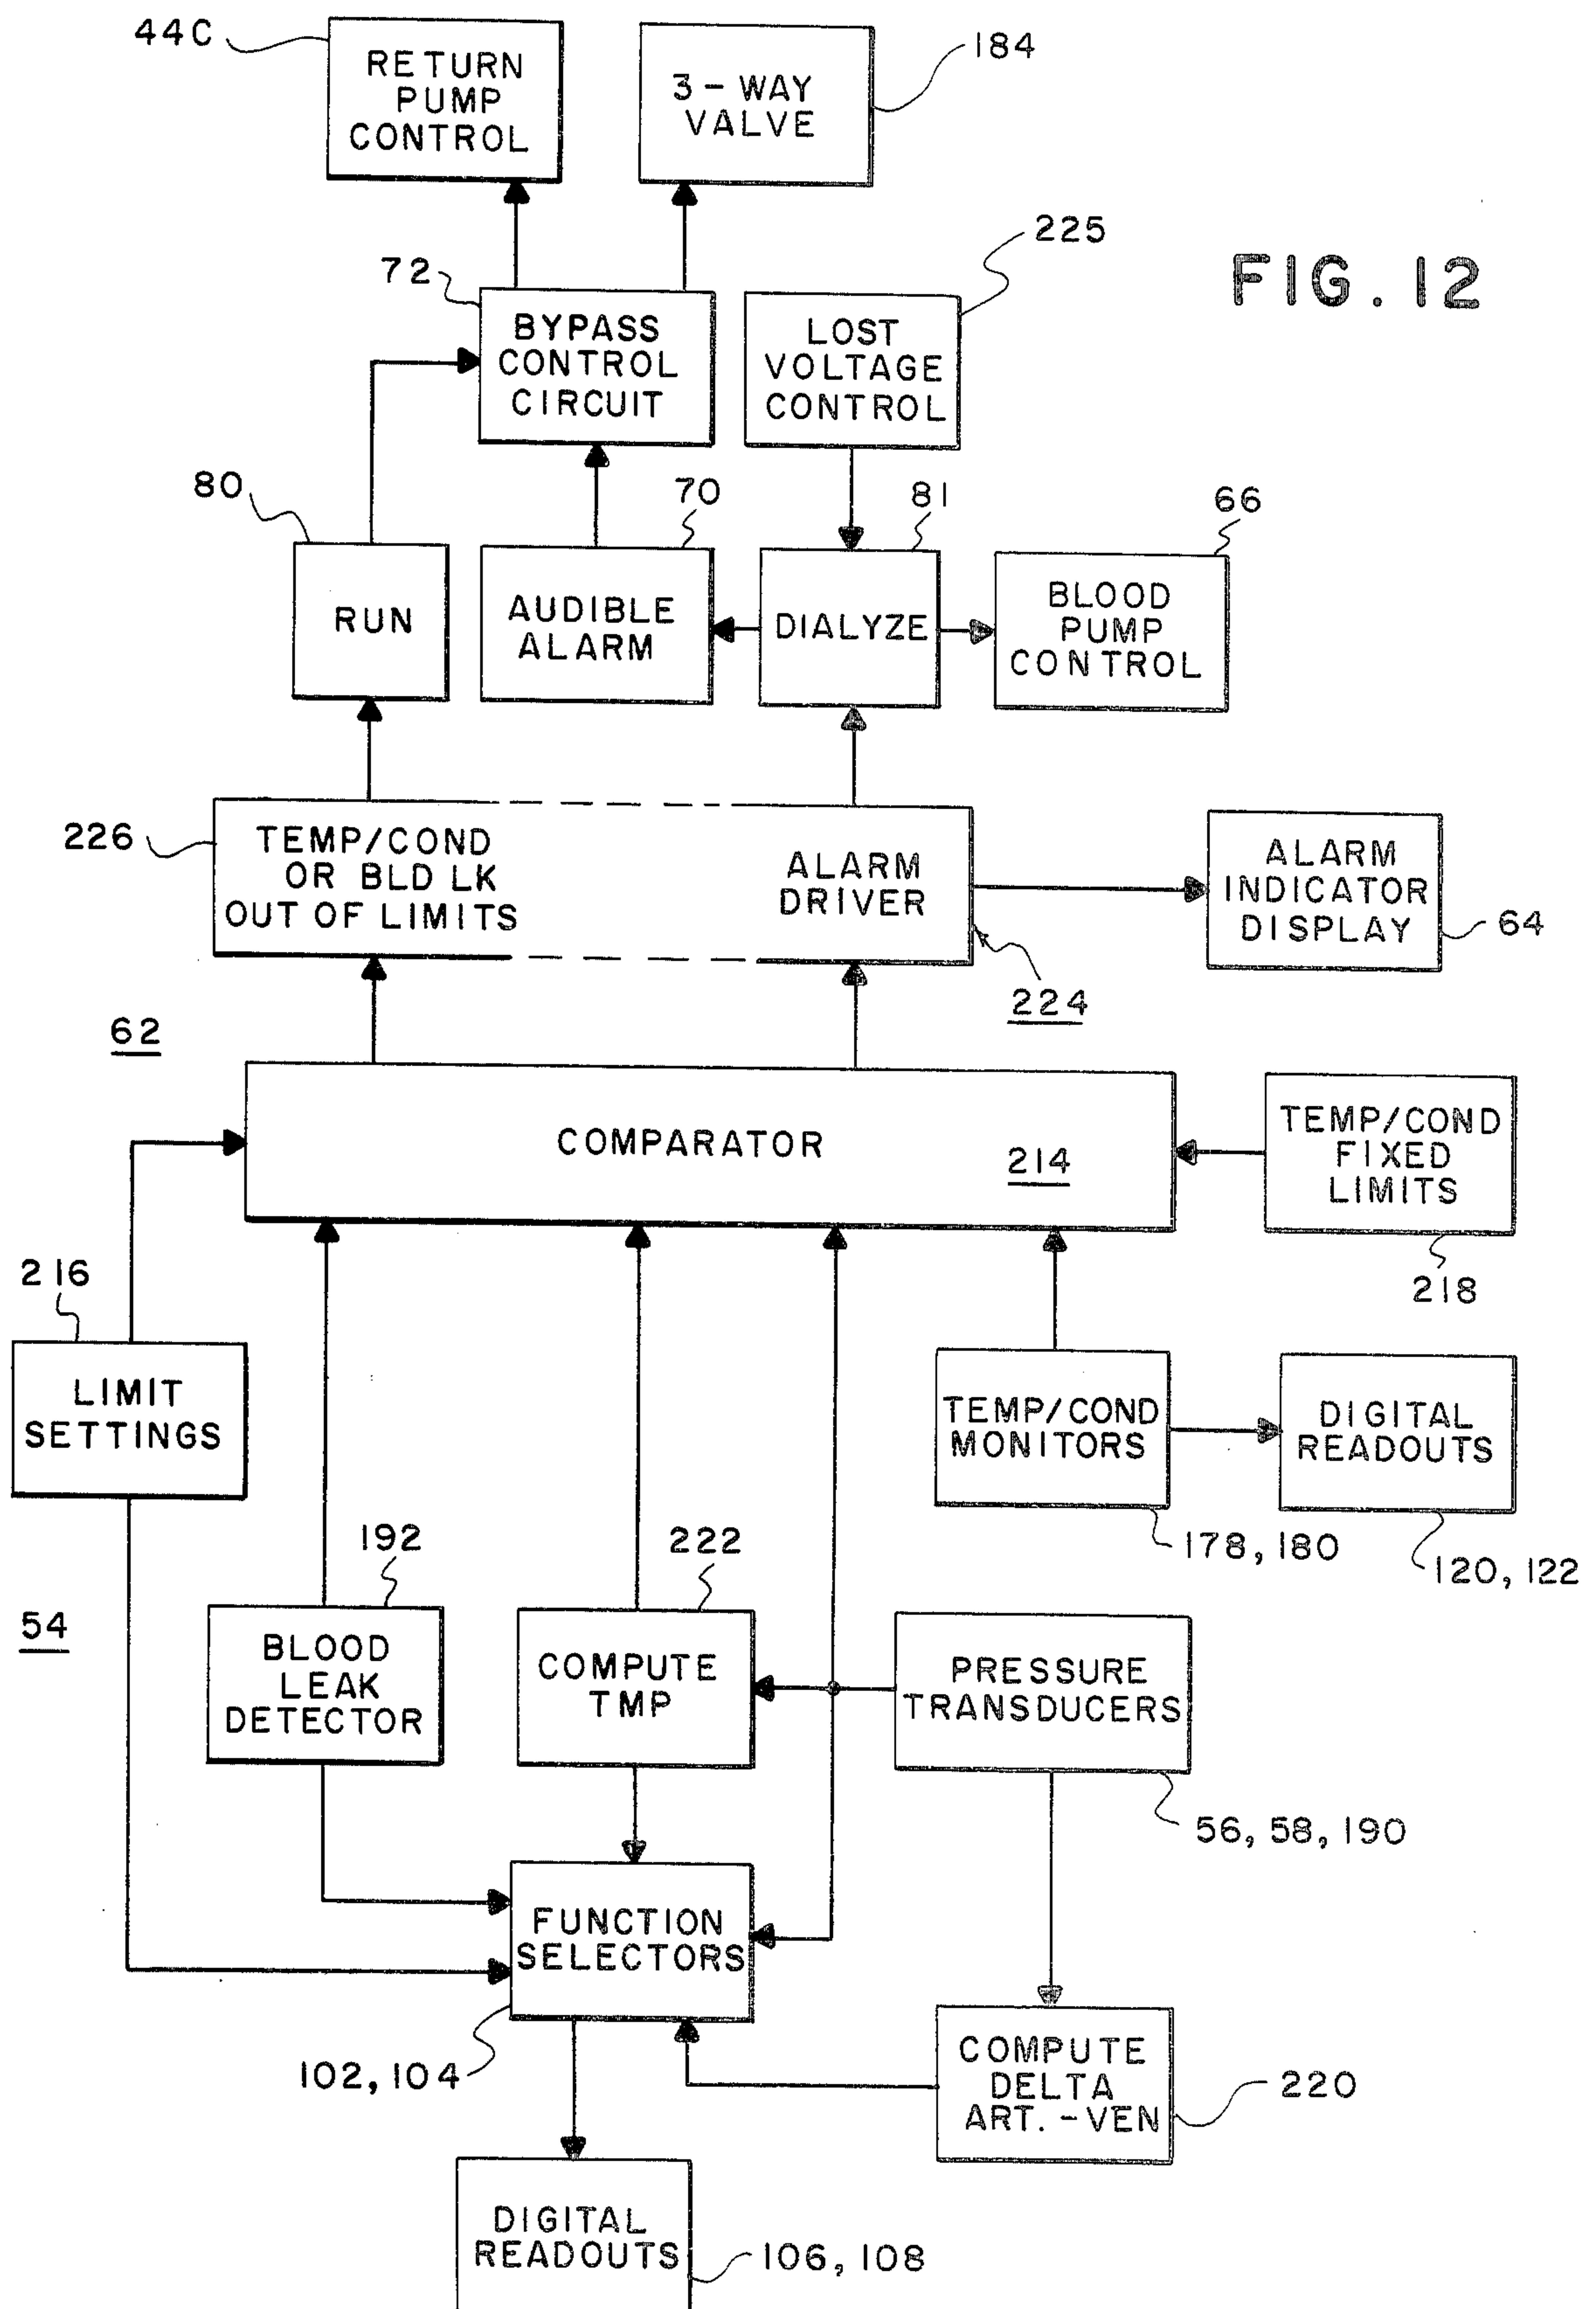 44C
RETURN
PUMP
CONTROL
3-WAY
VALVE
184
225
FIG. 12
72
BYPASS
CONTROL
CIRCUIT
LOST
VOLTAGE
CONTROL
80
70
81
66
RUN
AUDIBLE
ALARM
DIALYZE
BLOOD
PUMP
CONTROL
226
TEMP/COND
OR BLD LK
OUT OF LIMITS
ALARM
DRIVER
ALARM
INDICATOR
DISPLAY
64
224
62
COMPARATOR
214
TEMP/COND
FIXED
LIMITS
218
216
LIMIT
SETTINGS
TEMP/COND
MONITORS
DIGITAL
READOUTS
178, 180
120, 122
192
222
54
BLOOD
LEAK
DETECTOR
COMPUTE
TMP
PRESSURE
TRANSDUCERS
56, 58, 190
FUNCTION
SELECTORS
102, 104
COMPUTE
DELTA
ART.-VEN
220
DIGITAL
READOUTS
106, 108